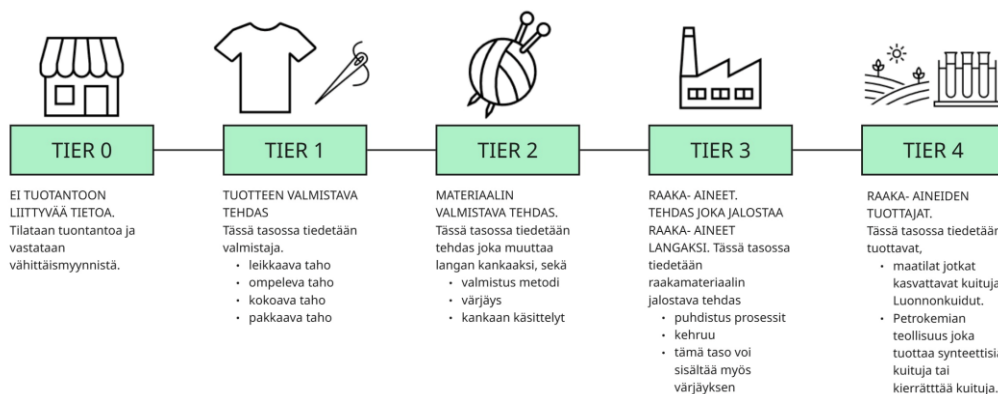 TIER 0
EI TUOTANTOON
LIITTYVÄÄ TIETOA.
Tilataan tuontantoa ja
vastataan
vähittäismyynnistä.
TIER 1
TUOTTEEN VALMISTAVA
TEHDAS
Tässä tasossa tiedetään
valmistaja.
• leikkaava taho
• ompeleva taho
• kokoava taho
• pakkaava taho
TIER 2
MATERIAALIN
VALMISTAVA TEHDAS.
Tässä tasossa tiedetään
tehdas joka muuttaa
langan kankaaksi, sekä
• valmistus metodi
• värjäys
• kankaan käsittelyt
TIER 3
RAAKA- AINEET.
TEHDAS JOKA JALOSTAA
RAAKA- AINEET
LANGAKSI. Tässä tasossa
tiedetään
raakamateriaalin
jalostava tehdas
• puhdistus prosessit
• kehruu
• tämä taso voi
sisältää myös
värjäyksen
TIER 4
RAAKA- AINEIDEN
TUOTTAJAT.
Tässä tasossa tiedetään
tuottavat,
• maatilat jotkat
kasvattavat kuituja
Luonnonkuidut.
• Petrokemian
teollisuus joka
tuottaa synteettisiä
kuituja tai
kierrätttää kuituja.